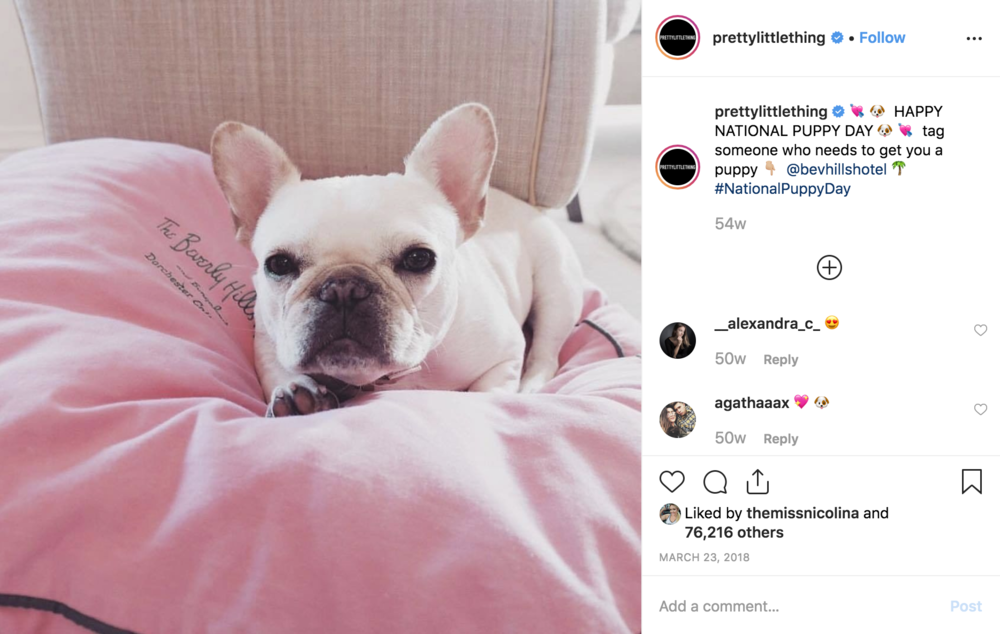 The Beverly Hills
Dorchester
PRETTYLITTLETHING
prettylittlething • Follow
PRETTYLITTLETHING
prettylittlething 💘 🐶 HAPPY
NATIONAL PUPPY DAY 🐶 💘 tag
someone who needs to get you a
puppy 👇🏼 @bevhillshotel 🌴
#NationalPuppyDay
54w
__alexandra_c_ 😍
50w Reply
agathaaax 💖 🐶
50w Reply
Liked by themissnicolina and
76,216 others
MARCH 23, 2018
Add a comment... Post